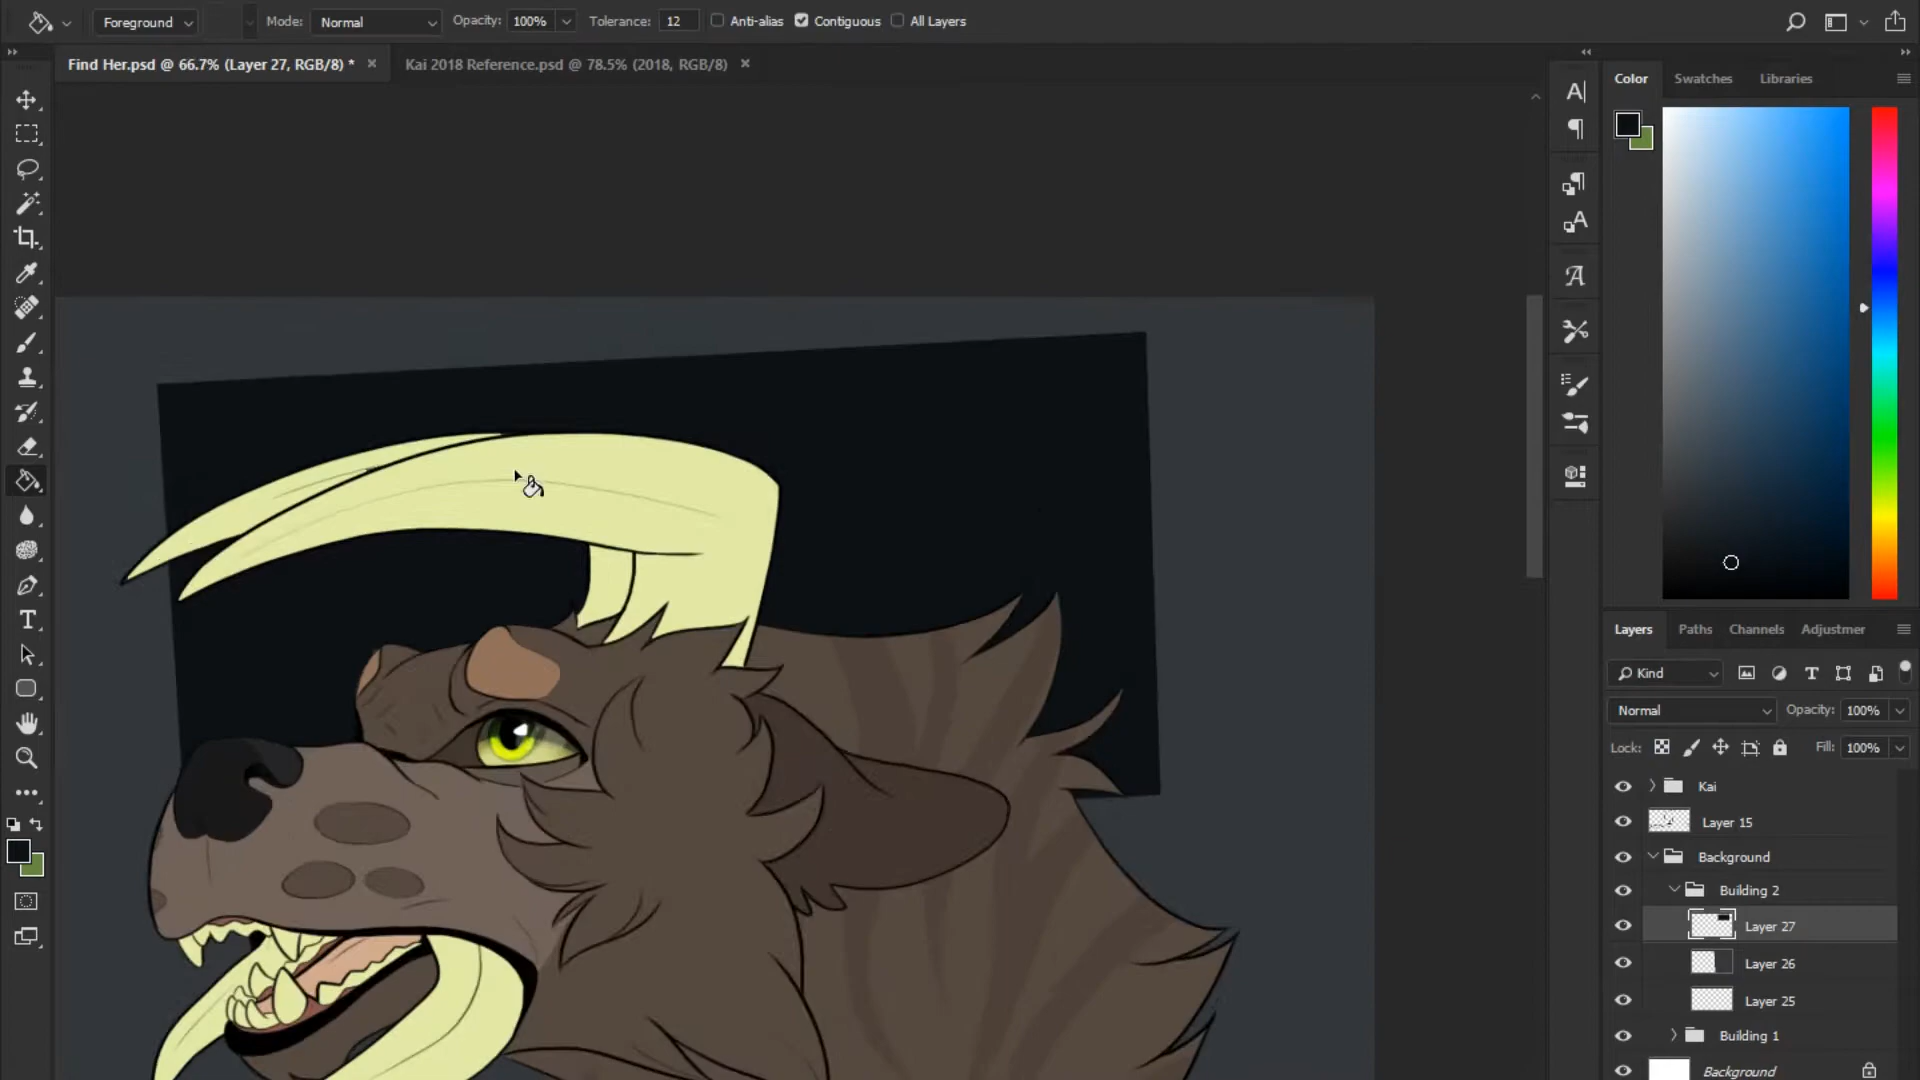 Foreground
Mode: Normal
Opacity: 100%
Tolerance: 12
Anti-alias
Contiguous
All Layers
Find Her.psd @ 66.7% (Layer 27, RGB/8) *
Kai 2018 Reference.psd @ 78.5% (2018, RGB/8)
Color
Swatches
Libraries
Layers
Paths
Channels
Adjustmer
Kind
Normal
Opacity: 100%
Lock:
Fill: 100%
Kai
Layer 15
Background
Building 2
Layer 27
Layer 26
Layer 25
Building 1
Background